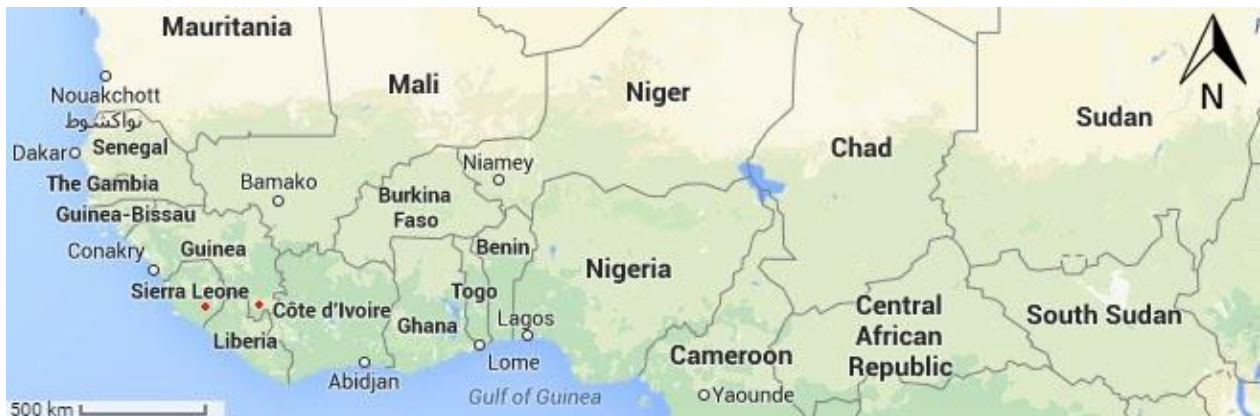 Mauritania
Mali
Niger
Sudan
N
Nouakchott
نواكشوط
Senegal
Chad
Dakar
Niamey
The Gambia
Bamako
Burkina
Faso
Guinea-Bissau
Conakry
Guinea
Benin
Nigeria
Sierra Leone
Côte d'Ivoire
Togo
Central
African
Republic
South Sudan
Ghana
Lagos
Liberia
Lome
Cameroon
Abidjan
Gulf of Guinea
Yaounde
500 km